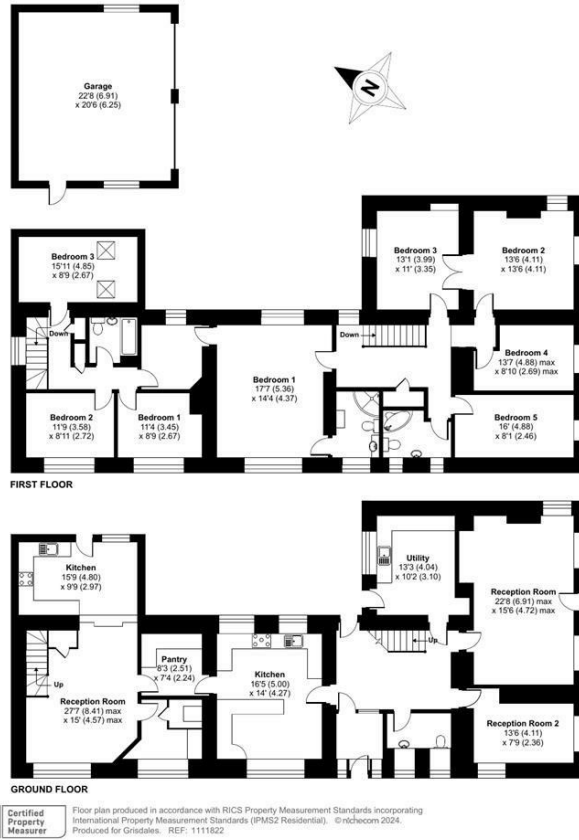 Garage
22'8 (6.91)
x 20'6 (6.25)
N
Bedroom 3
15'11 (4.85)
x 8'9 (2.67)
Down
Bedroom 2
11'9 (3.58)
x 8'11 (2.72)
Bedroom 1
11'4 (3.45)
x 8'9 (2.67)
Bedroom 1
17'7 (5.36)
x 14'4 (4.37)
Down
Bedroom 3
13'1 (3.99)
x 11' (3.35)
Bedroom 2
13'6 (4.11)
x 13'6 (4.11)
Bedroom 4
13'7 (4.88) max
x 8'10 (2.69) max
Bedroom 5
16' (4.88)
x 8'1 (2.46)
FIRST FLOOR
Kitchen
15'9 (4.80)
x 9'9 (2.97)
Up
Reception Room
27'7 (8.41) max
x 15' (4.57) max
Pantry
8'3 (2.51)
x 7'4 (2.24)
Kitchen
16'5 (5.00)
x 14' (4.27)
Utility
13'3 (4.04)
x 10'2 (3.10)
Up
Reception Room
22'8 (6.91) max
x 15'6 (4.72) max
Reception Room 2
13'6 (4.11)
x 7'9 (2.36)
GROUND FLOOR
Certified
Property
Measurer
Floor plan produced in accordance with RICS Property Measurement Standards incorporating
International Property Measurement Standards (IPMS2 Residential). © nichecom 2024.
Produced for Grisdales. REF: 1111822